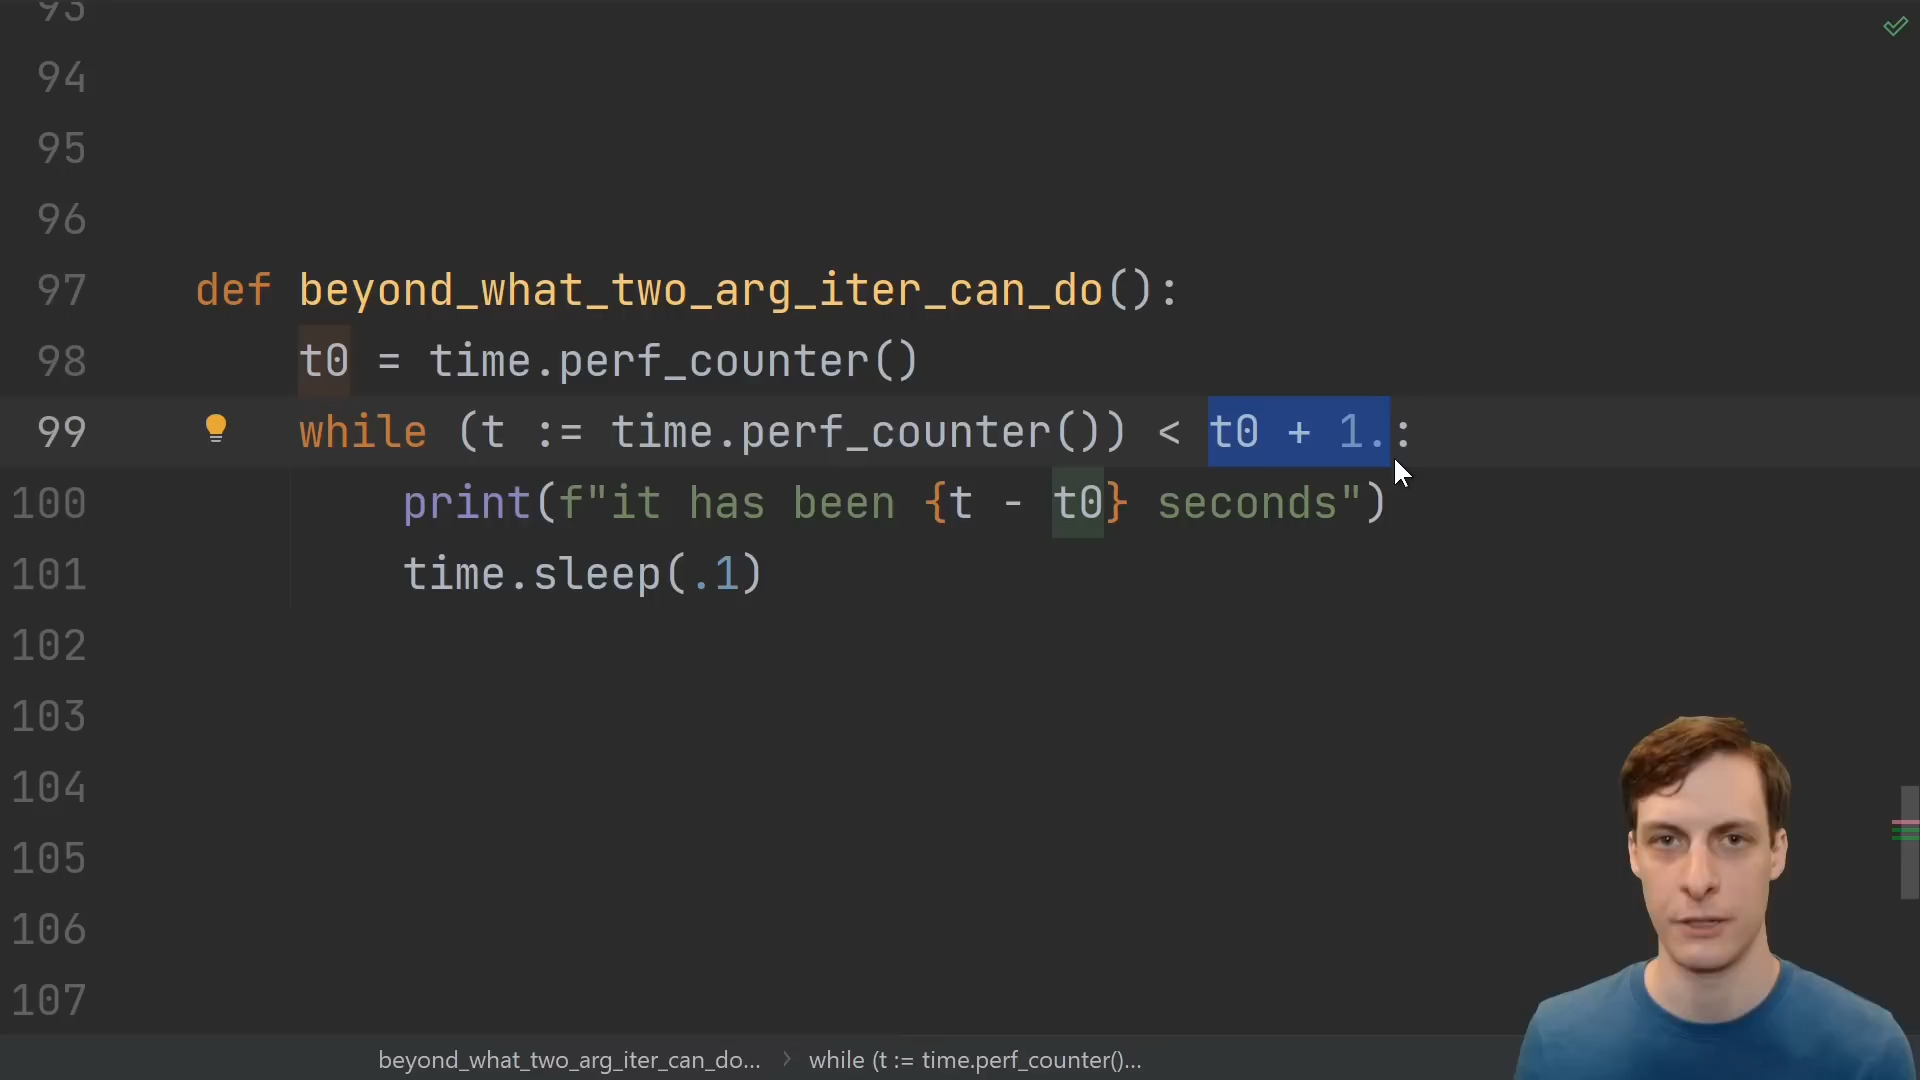 93
94
95
96
97 def beyond_what_two_arg_iter_can_do():
98 t0 = time.perf_counter()
99 while (t := time.perf_counter()) < t0 + 1.:
100 print(f"it has been {t - t0} seconds")
101 time.sleep(.1)
102
103
104
105
106
107
beyond_what_two_arg_iter_can_do... > while (t := time.perf_counter()...